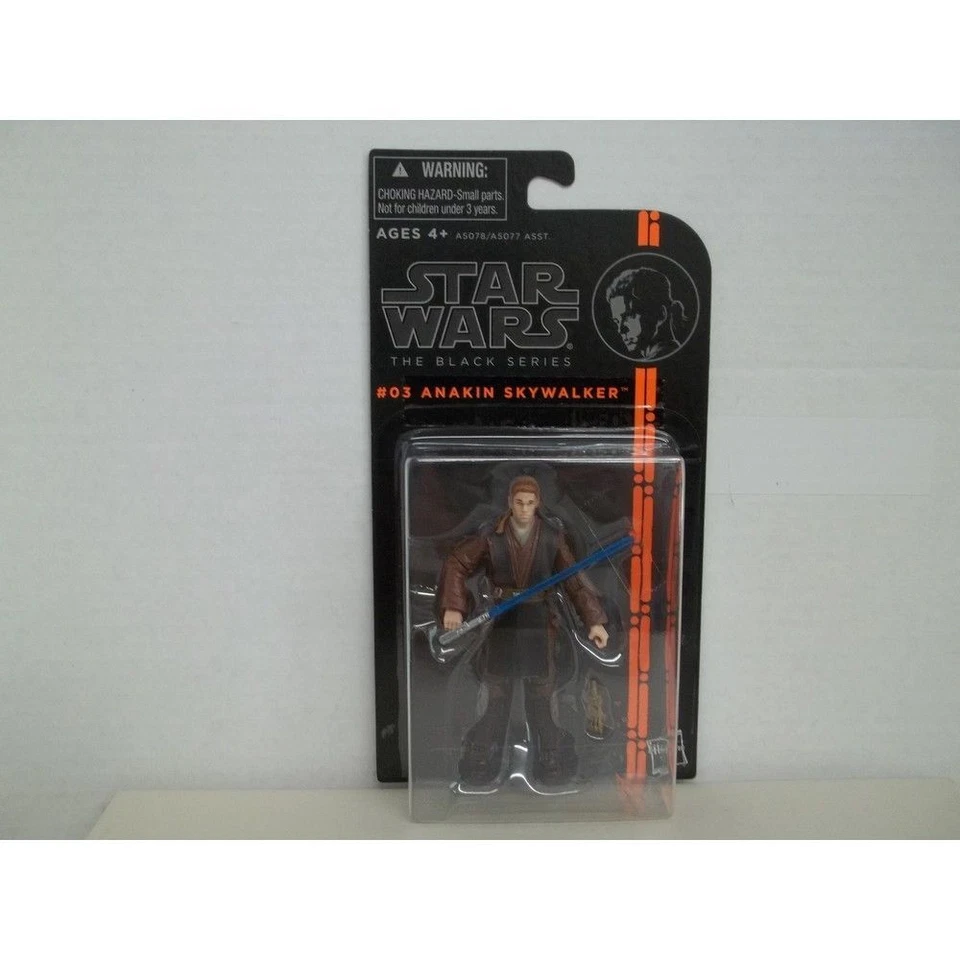 WARNING:
CHOKING HAZARD-Small parts.
Not for children under 3 years.
AGES 4+ A5078/A5077 ASST.
STAR
WARS®
THE BLACK SERIES
#03 ANAKIN SKYWALKER™